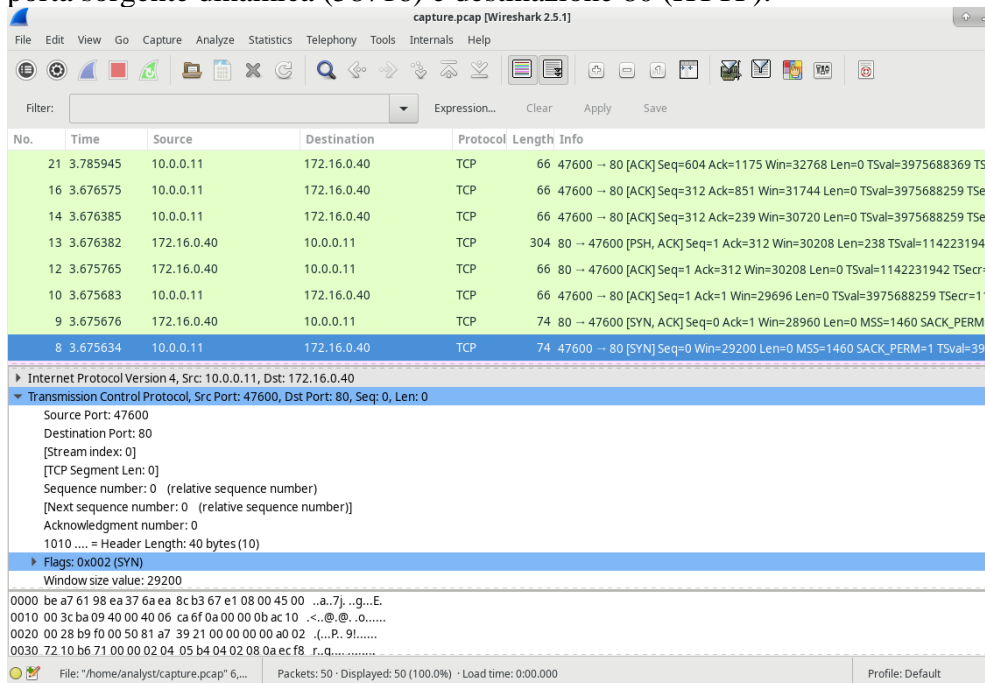 capture.pcap [Wireshark 2.5.1]
File Edit View Go Capture Analyze Statistics Telephony Tools Internals Help
Filter: Expression... Clear Apply Save
No. Time Source Destination Protocol Length Info
21 3.785945 10.0.0.11 172.16.0.40 TCP 66 47600 → 80 [ACK] Seq=604 Ack=1175 Win=32768 Len=0 TSval=3975688369 TS
16 3.676575 10.0.0.11 172.16.0.40 TCP 66 47600 → 80 [ACK] Seq=312 Ack=851 Win=31744 Len=0 TSval=3975688259 TSe
14 3.676385 10.0.0.11 172.16.0.40 TCP 66 47600 → 80 [ACK] Seq=312 Ack=239 Win=30720 Len=0 TSval=3975688259 TSe
13 3.676382 172.16.0.40 10.0.0.11 TCP 304 80 → 47600 [PSH, ACK] Seq=1 Ack=312 Win=30208 Len=238 TSval=114223194
12 3.675765 172.16.0.40 10.0.0.11 TCP 66 80 → 47600 [ACK] Seq=1 Ack=312 Win=30208 Len=0 TSval=1142231942 TSecr=
10 3.675683 10.0.0.11 172.16.0.40 TCP 66 47600 → 80 [ACK] Seq=1 Ack=1 Win=29696 Len=0 TSval=3975688259 TSecr=1
9 3.675676 172.16.0.40 10.0.0.11 TCP 74 80 → 47600 [SYN, ACK] Seq=0 Ack=1 Win=28960 Len=0 MSS=1460 SACK_PERM
8 3.675634 10.0.0.11 172.16.0.40 TCP 74 47600 → 80 [SYN] Seq=0 Win=29200 Len=0 MSS=1460 SACK_PERM=1 TSval=39
Internet Protocol Version 4, Src: 10.0.0.11, Dst: 172.16.0.40
Transmission Control Protocol, Src Port: 47600, Dst Port: 80, Seq: 0, Len: 0
Source Port: 47600
Destination Port: 80
[Stream index: 0]
[TCP Segment Len: 0]
Sequence number: 0 (relative sequence number)
[Next sequence number: 0 (relative sequence number)]
Acknowledgment number: 0
1010 .... = Header Length: 40 bytes (10)
Flags: 0x002 (SYN)
Window size value: 29200
0000 be a7 61 98 ea 37 6a ea 8c b3 67 e1 08 00 45 00 ..a..7j. ..g...E.
0010 00 3c ba 09 40 00 40 06 ca 6f 0a 00 00 0b ac 10 .<..@.@. .o......
0020 00 28 b9 f0 00 50 81 a7 39 21 00 00 00 00 a0 02 .(...P.. 9!......
0030 72 10 b6 71 00 00 02 04 05 b4 04 02 08 0a ec f8 r..q.... ........
File: "/home/analyst/capture.pcap" 6,... Packets: 50 · Displayed: 50 (100.0%) · Load time: 0:00.000 Profile: Default